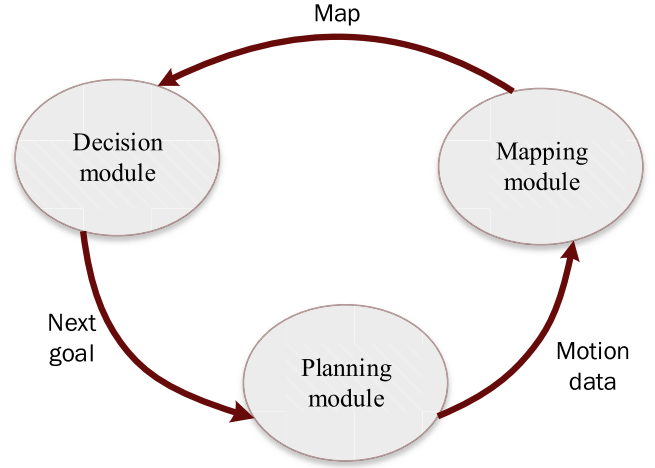 Map
Decision
module
Mapping
module
Next
goal
Planning
module
Motion
data